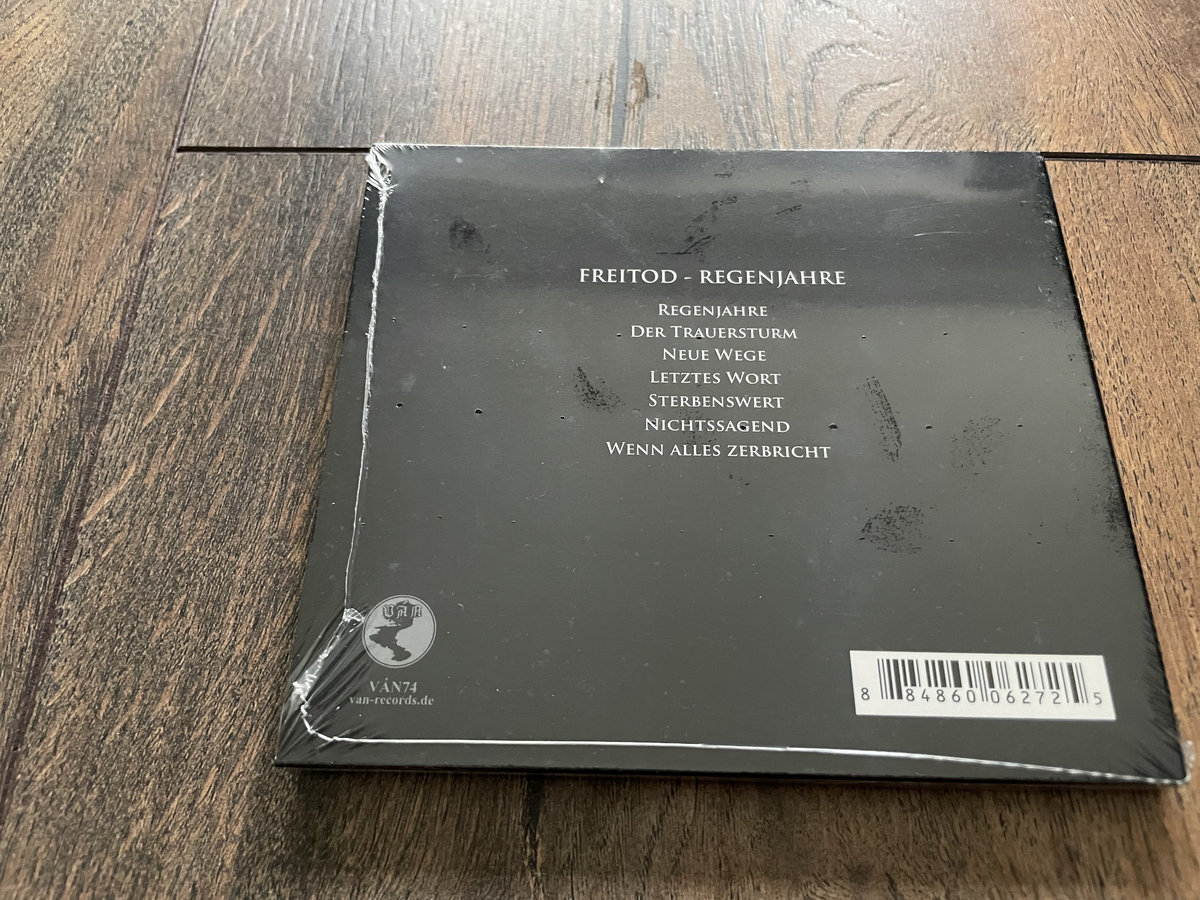 FREITOD - REGENJAHRE
REGENJAHRE
DER TRAUERSTURM
NEUE WEGE
LETZTES WORT
STERBENSWERT
NICHTSSAGEND
WENN ALLES ZERBRICHT
VAN
VÁN74
van-records.de
8 84860 06272 5